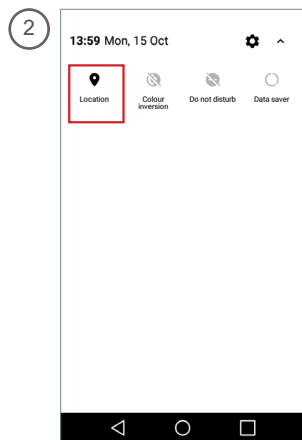 2
13:59 Mon, 15 Oct
Location
Colour
inversion
Do not disturb
Data saver